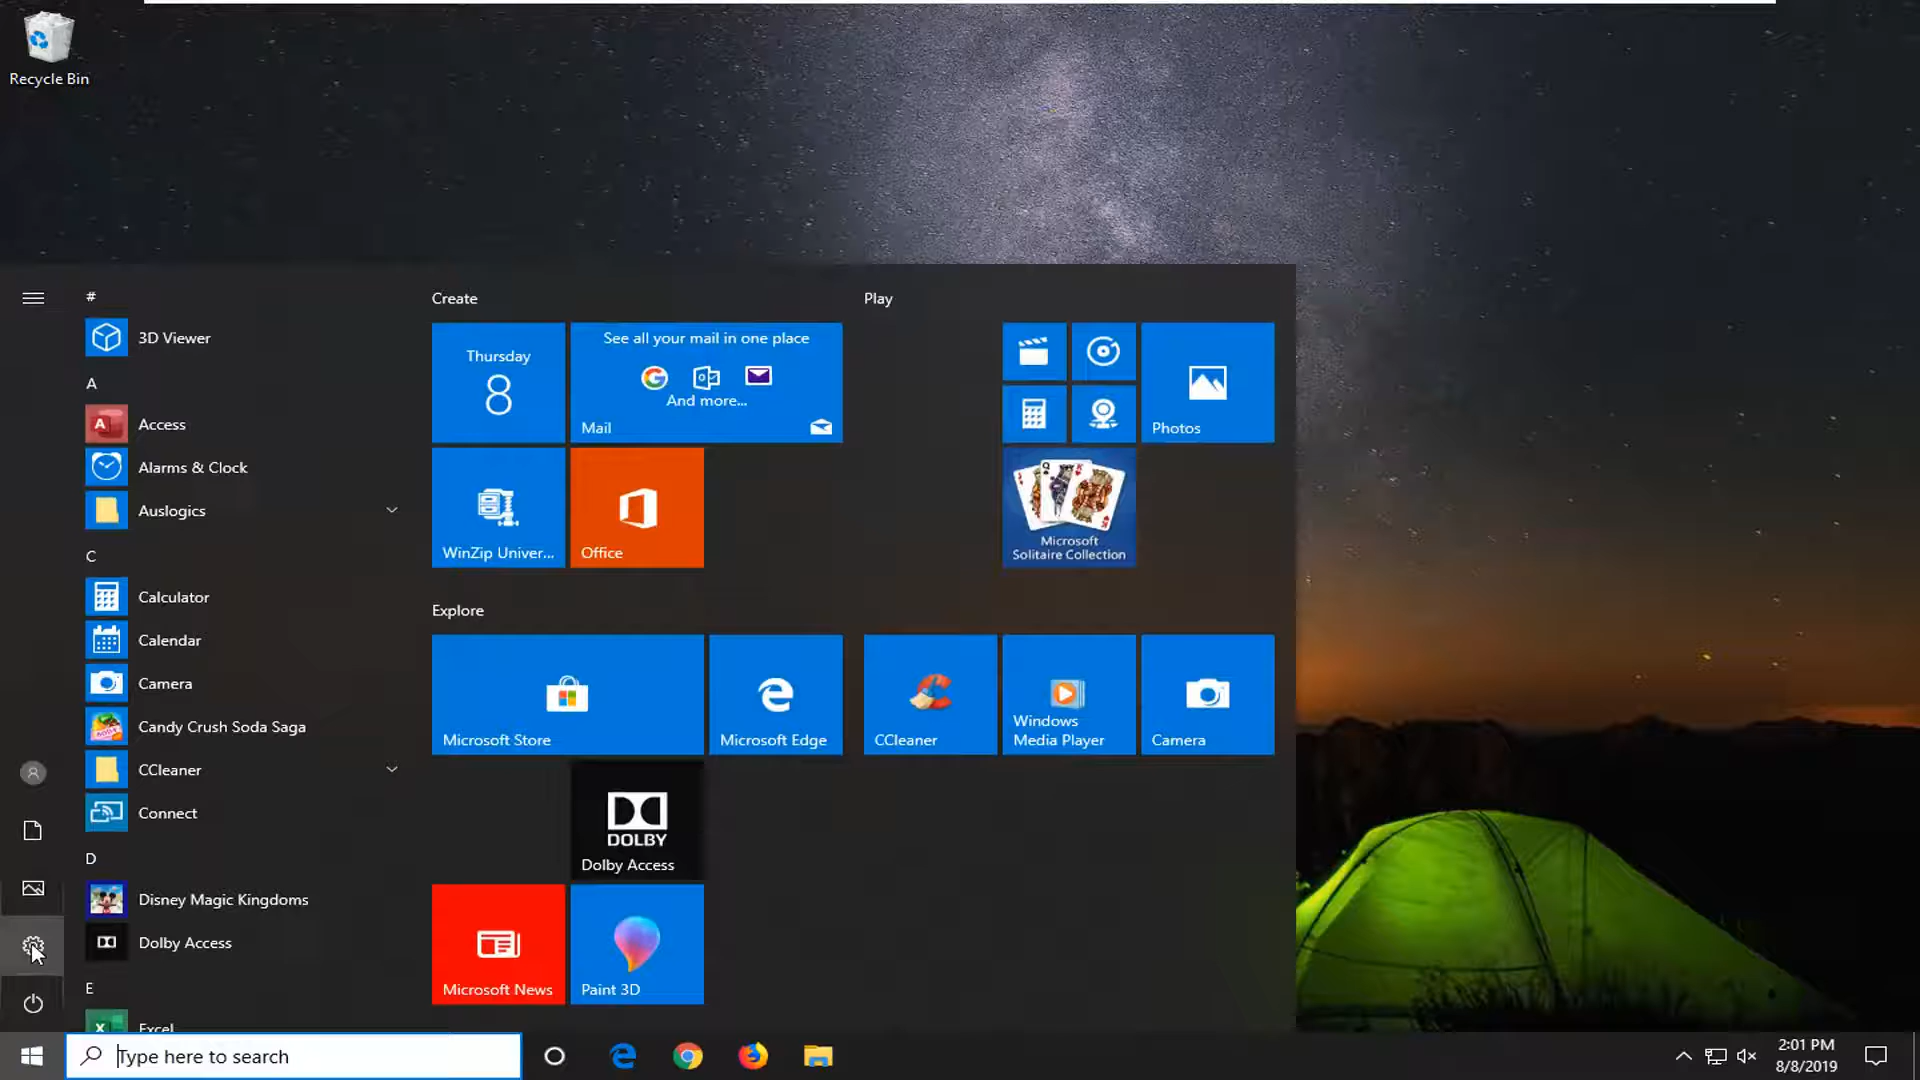 Recycle Bin
#
3D Viewer
A
Access
Alarms & Clock
Auslogics
C
Calculator
Calendar
Camera
Candy Crush Soda Saga
CCleaner
Connect
D
Disney Magic Kingdoms
Dolby Access
E
Excel
Create
Thursday
8
See all your mail in one place
And more...
Mail
WinZip Univer...
Office
Play
Photos
Microsoft
Solitaire Collection
Explore
Microsoft Store
Microsoft Edge
CCleaner
Windows
Media Player
Camera
DOLBY
Dolby Access
Microsoft News
Paint 3D
Type here to search
2:01 PM
8/8/2019